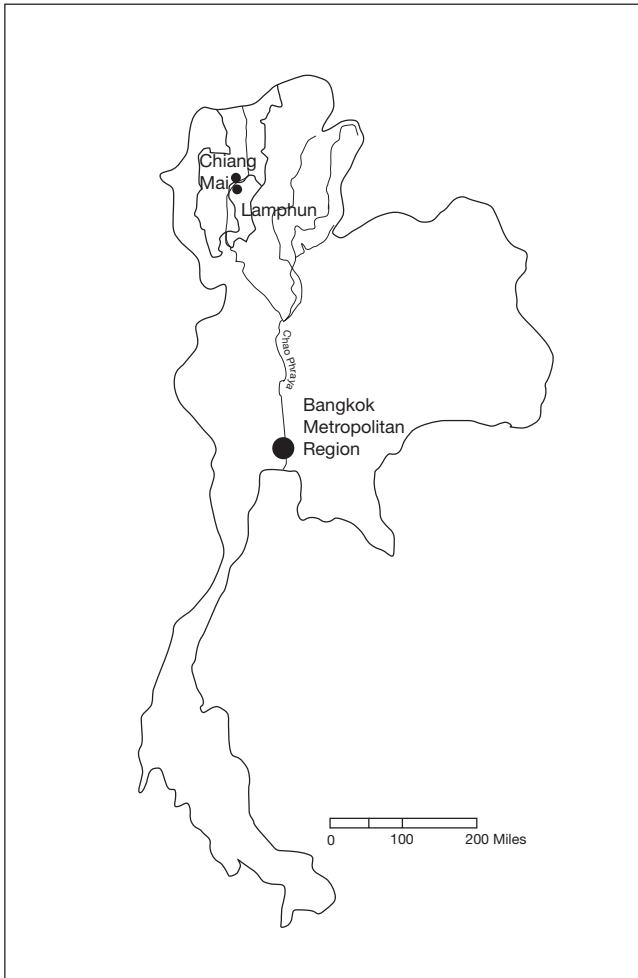 Chiang
Mai
Lamphun
Chao Phraya
Bangkok
Metropolitan
Region
0 100 200 Miles